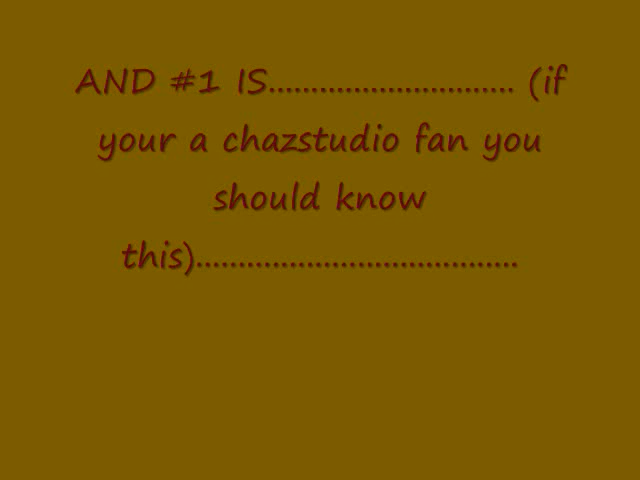 AND #1 IS............................. (if
your a chazstudio fan you
should know
this)......................................